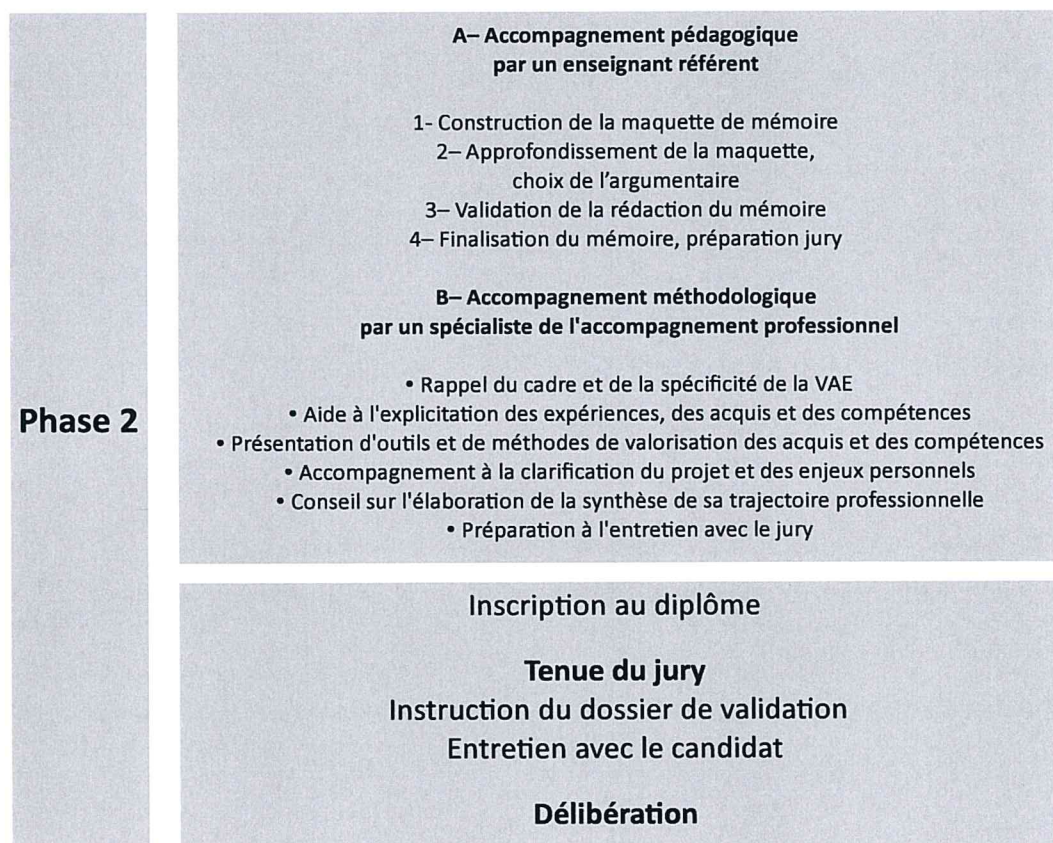 Phase 2
A– Accompagnement pédagogique
par un enseignant référent
1- Construction de la maquette de mémoire
2– Approfondissement de la maquette,
choix de l’argumentaire
3– Validation de la rédaction du mémoire
4– Finalisation du mémoire, préparation jury
B– Accompagnement méthodologique
par un spécialiste de l'accompagnement professionnel
• Rappel du cadre et de la spécificité de la VAE
• Aide à l'explicitation des expériences, des acquis et des compétences
• Présentation d'outils et de méthodes de valorisation des acquis et des compétences
• Accompagnement à la clarification du projet et des enjeux personnels
• Conseil sur l'élaboration de la synthèse de sa trajectoire professionnelle
• Préparation à l'entretien avec le jury
Inscription au diplôme
Tenue du jury
Instruction du dossier de validation
Entretien avec le candidat
Délibération